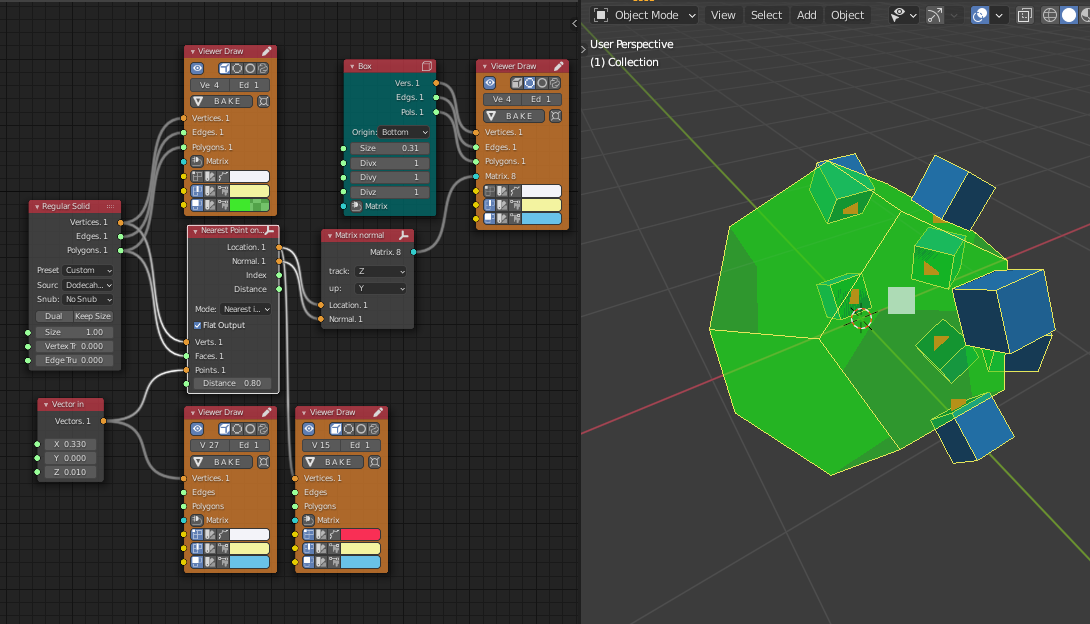 Object Mode View Select Add Object
User Perspective
(1) Collection
Viewer Draw
Ve 4 Ed 1
BAKE
Vertices. 1
Edges. 1
Polygons. 1
Matrix
Box
Vers. 1
Edgs. 1
Pols. 1
Origin: Bottom
Size 0.31
Divx 1
Divy 1
Divz 1
Matrix
Viewer Draw
Ve 4 Ed 1
BAKE
Vertices. 1
Edges. 1
Polygons. 1
Matrix. 8
Regular Solid
Vertices. 1
Edges. 1
Polygons. 1
Preset Custom
Sourc Dodecah...
Snub: No Snub
Dual Keep Size
Size 1.00
Vertex Tr 0.000
Edge Tru 0.000
Nearest Point on...
Location. 1
Normal. 1
Index
Distance
Mode: Nearest i...
Flat Output
Verts. 1
Faces. 1
Points. 1
Distance 0.80
Matrix normal
Matrix. 8
track: Z
up: Y
Location. 1
Normal. 1
Vector in
Vectors. 1
X 0.330
Y 0.000
Z 0.010
Viewer Draw
V 27 Ed 1
BAKE
Vertices. 1
Edges
Polygons
Matrix
Viewer Draw
V 15 Ed 1
BAKE
Vertices. 1
Edges
Polygons
Matrix